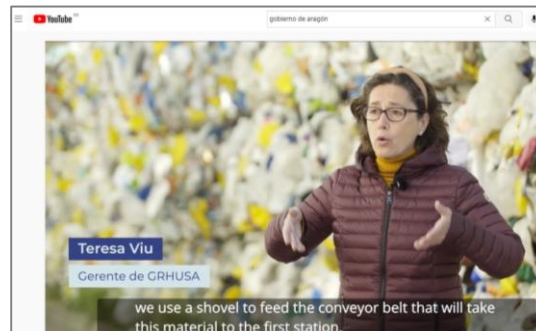 YouTube ES
gobierno de aragón
Teresa Viu
Gerente de GRHUSA
we use a shovel to feed the conveyor belt that will take
this material to the first station.